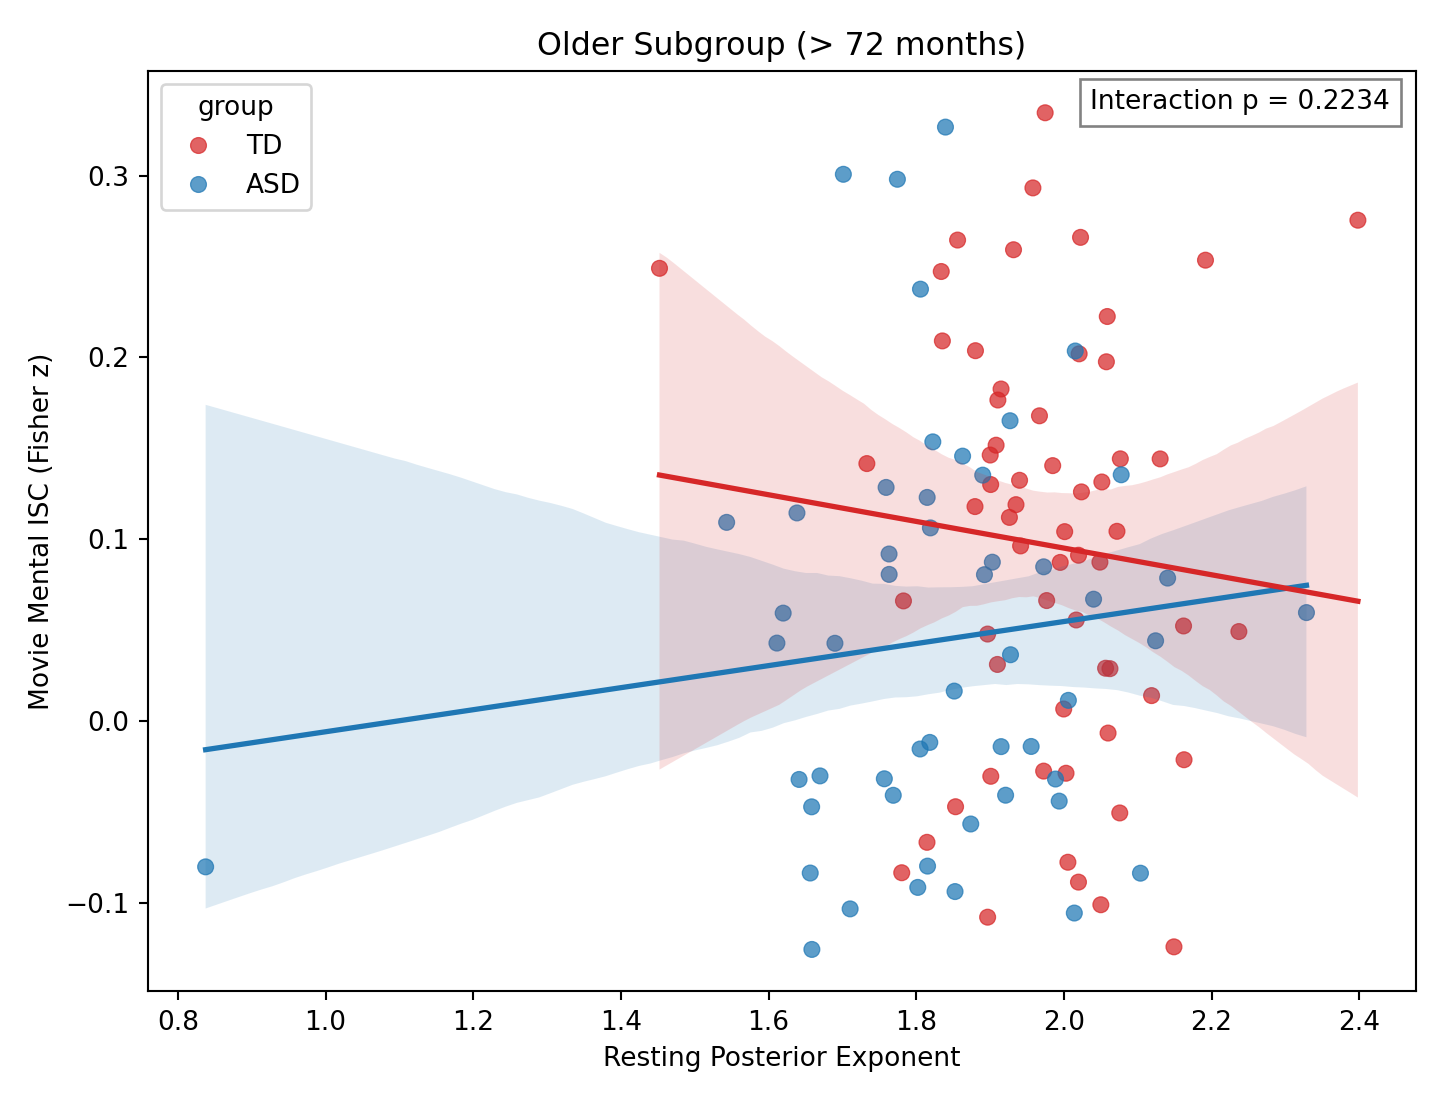 Older Subgroup (> 72 months)
group
TD
ASD
Interaction p = 0.2234
Movie Mental ISC (Fisher z)
0.3
0.2
0.1
0.0
−0.1
0.8 1.0 1.2 1.4 1.6 1.8 2.0 2.2 2.4
Resting Posterior Exponent